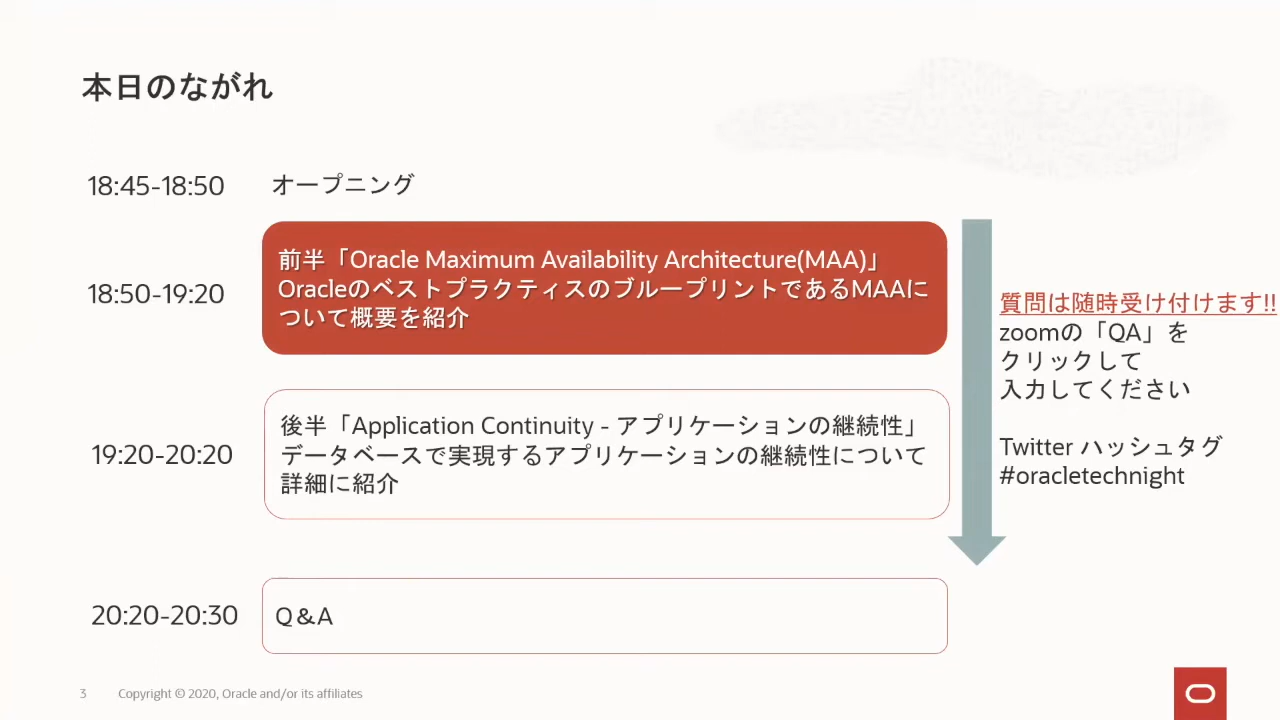 本日のながれ
18:45-18:50 オープニング
18:50-19:20
前半「Oracle Maximum Availability Architecture(MAA)」
OracleのベストプラクティスのブループリントであるMAAに
ついて概要を紹介
19:20-20:20
後半「Application Continuity - アプリケーションの継続性」
データベースで実現するアプリケーションの継続性について
詳細に紹介
20:20-20:30
Q&A
質問は随時受け付けます!!
zoomの「QA」を
クリックして
入力してください
Twitter ハッシュタグ
#oracletechnight
3 Copyright © 2020, Oracle and/or its affiliates